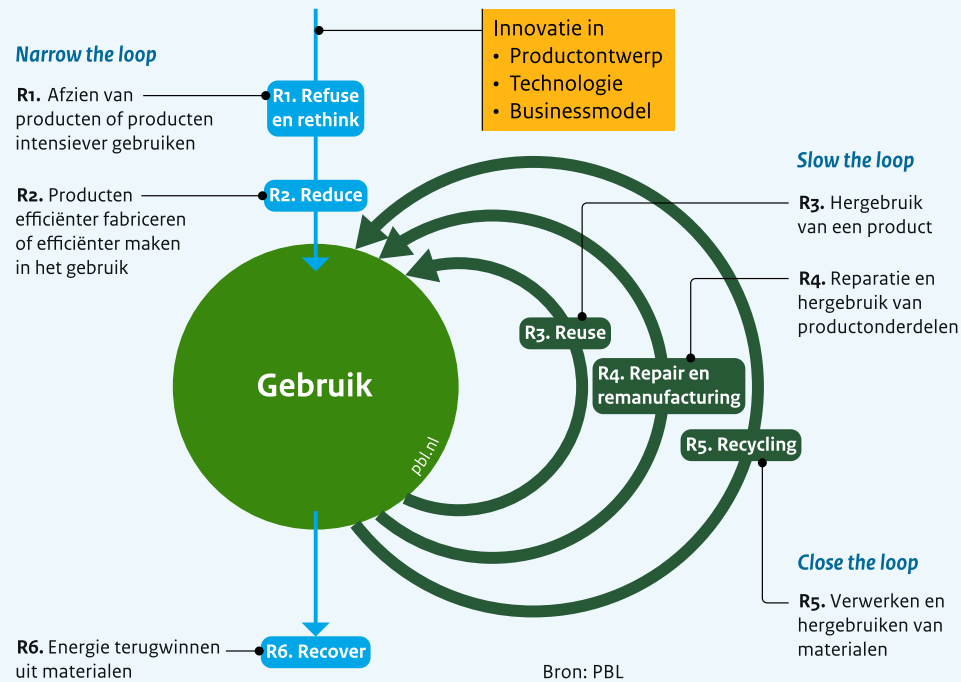 Innovatie in
• Productontwerp
• Technologie
• Businessmodel
Narrow the loop
R1. Afzien van
producten of producten
intensiever gebruiken
R1. Refuse
en rethink
R2. Producten
efficiënter fabriceren
of efficiënter maken
in het gebruik
R2. Reduce
Slow the loop
R3. Hergebruik
van een product
R4. Reparatie en
hergebruik van
productonderdelen
R3. Reuse
R4. Repair en
remanufacturing
R5. Recycling
Gebruik
pbl.nl
Close the loop
R5. Verwerken en
hergebruiken van
materialen
R6. Energie terugwinnen
uit materialen
R6. Recover
Bron: PBL